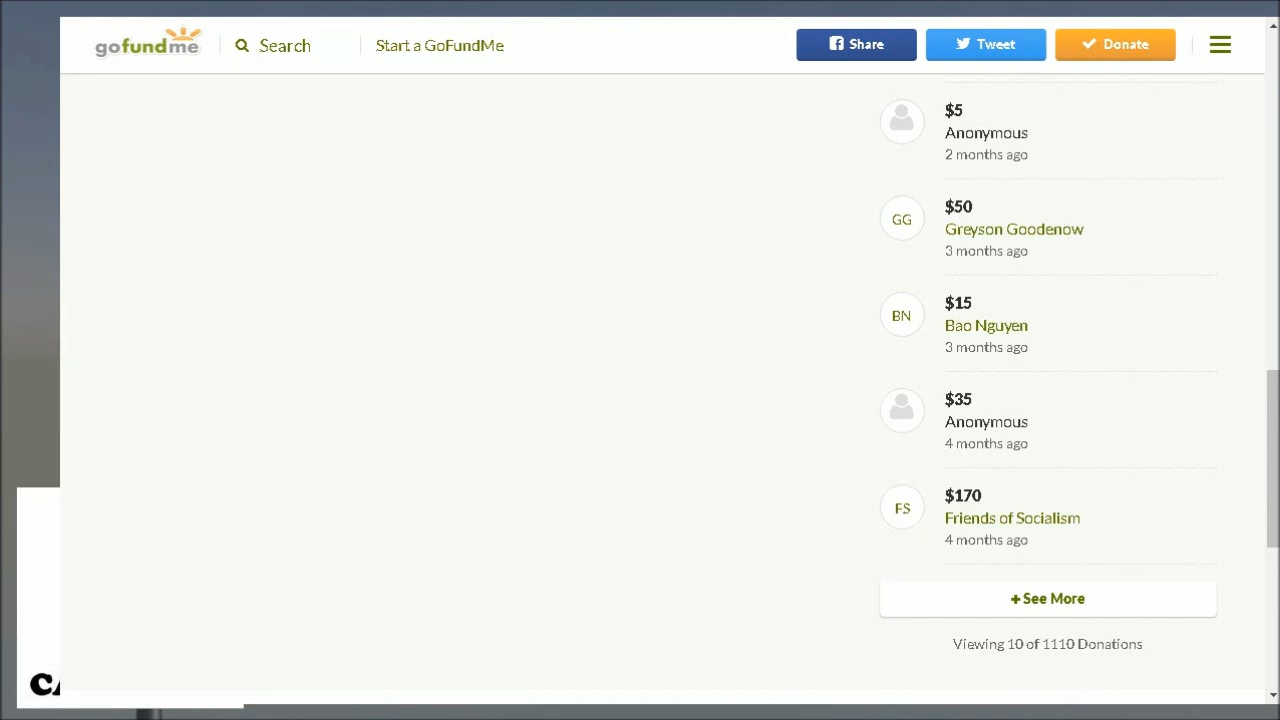 gofundme
Search
Start a GoFundMe
Share
Tweet
Donate
$5
Anonymous
2 months ago
GG
$50
Greyson Goodenow
3 months ago
BN
$15
Bao Nguyen
3 months ago
$35
Anonymous
4 months ago
FS
$170
Friends of Socialism
4 months ago
+ See More
Viewing 10 of 1110 Donations